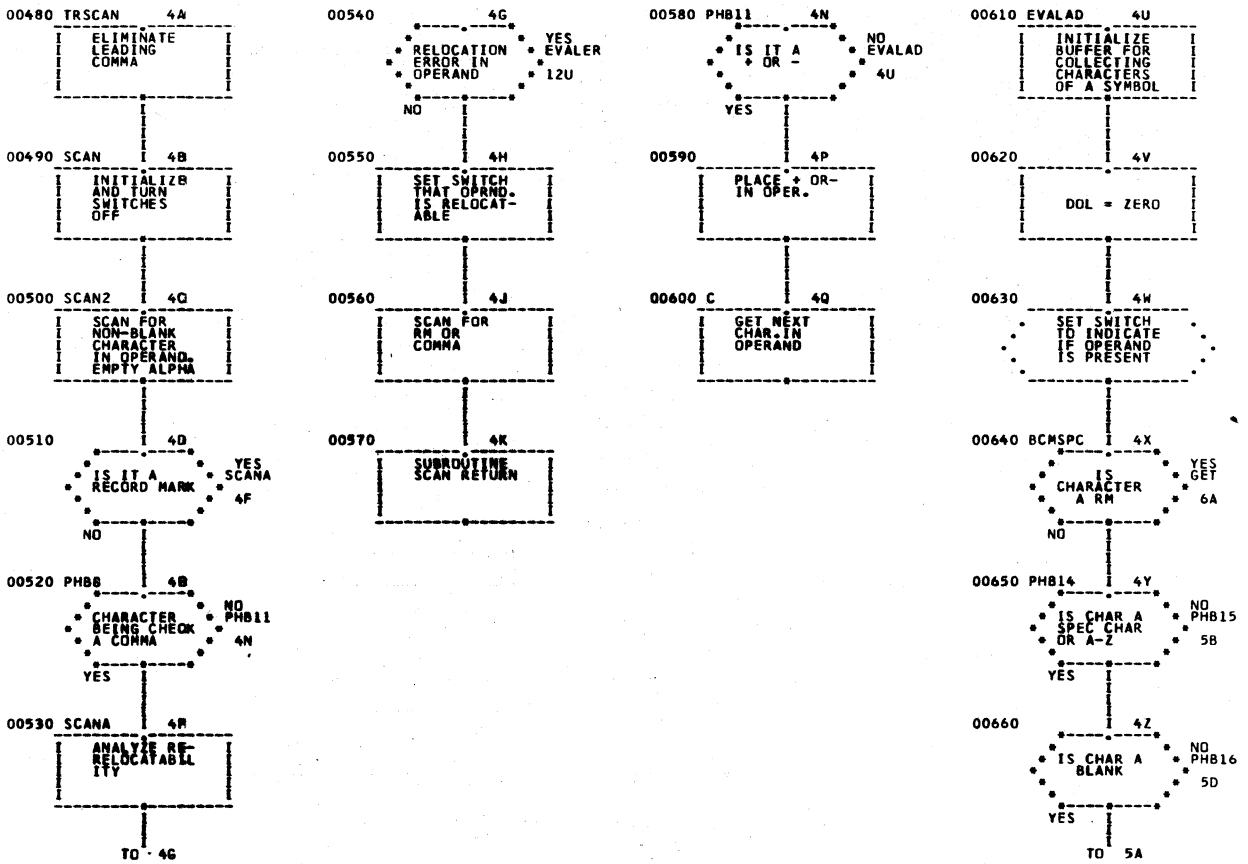 00480 TRSCAN 4A
ELIMINATE
LEADING
COMMA
00490 SCAN 4B
INITIALIZB
AND TURN
SWITCHES
OFF
00500 SCAN2 4C
SCAN FOR
NON-BLANK
CHARACTER
IN OPERAND.
EMPTY ALPHA
00510 4D
IS IT A
RECORD MARK
YES
SCANA
4F
NO
00520 PHB8 4B
CHARACTER
BEING CHECK
A COMMA
NO
PHB11
4N
YES
00530 SCANA 4F
ANALYZE RE-
RELOCATABIL
ITY
TO 4G
00540 4G
RELOCATION
ERROR IN
OPERAND
YES
EVALER
12U
NO
00550 4H
SET SWITCH
THAT OPRND.
IS RELOCAT-
ABLE
00560 4J
SCAN FOR
RM OR
COMMA
00570 4K
SUBROUTINE
SCAN RETURN
00580 PHB11 4N
IS IT A
+ OR -
NO
EVALAD
4U
YES
00590 4P
PLACE + OR-
IN OPER.
00600 C 4Q
GET NEXT
CHAR.IN
OPERAND
00610 EVALAD 4U
INITIALIZE
BUFFER FOR
COLLECTING
CHARACTERS
OF A SYMBOL
00620 4V
DOL = ZERO
00630 4W
SET SWITCH
TO INDICATE
IF OPERAND
IS PRESENT
00640 BCMSPC 4X
IS
CHARACTER
A RM
YES
GET
6A
NO
00650 PHB14 4Y
IS CHAR A
SPEC CHAR
OR A-Z
NO
PHB15
5B
YES
00660 4Z
IS CHAR A
BLANK
NO
PHB16
5D
YES
TO 5A